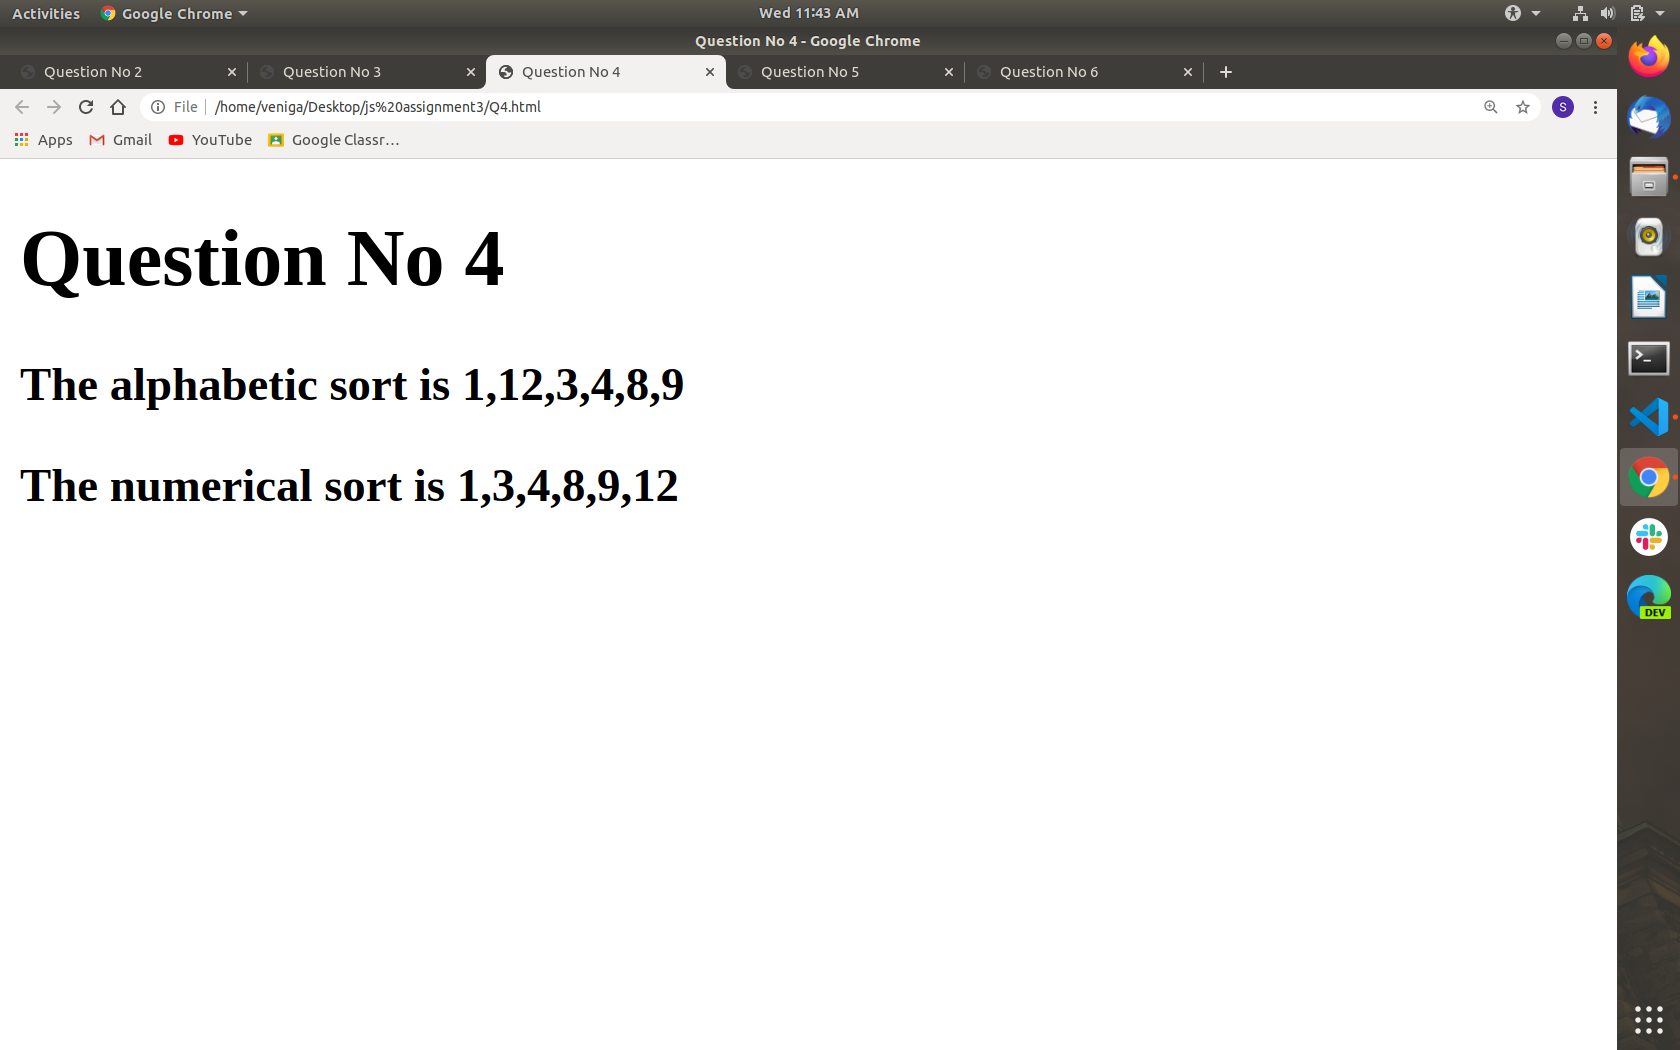 Activities Google Chrome Wed 11:43 AM
Question No 4 - Google Chrome
Question No 2 Question No 3 Question No 4 Question No 5 Question No 6
File /home/veniga/Desktop/js%20assignment3/Q4.html S
Apps Gmail YouTube Google Classr...
Question No 4
The alphabetic sort is 1,12,3,4,8,9
The numerical sort is 1,3,4,8,9,12
DEV